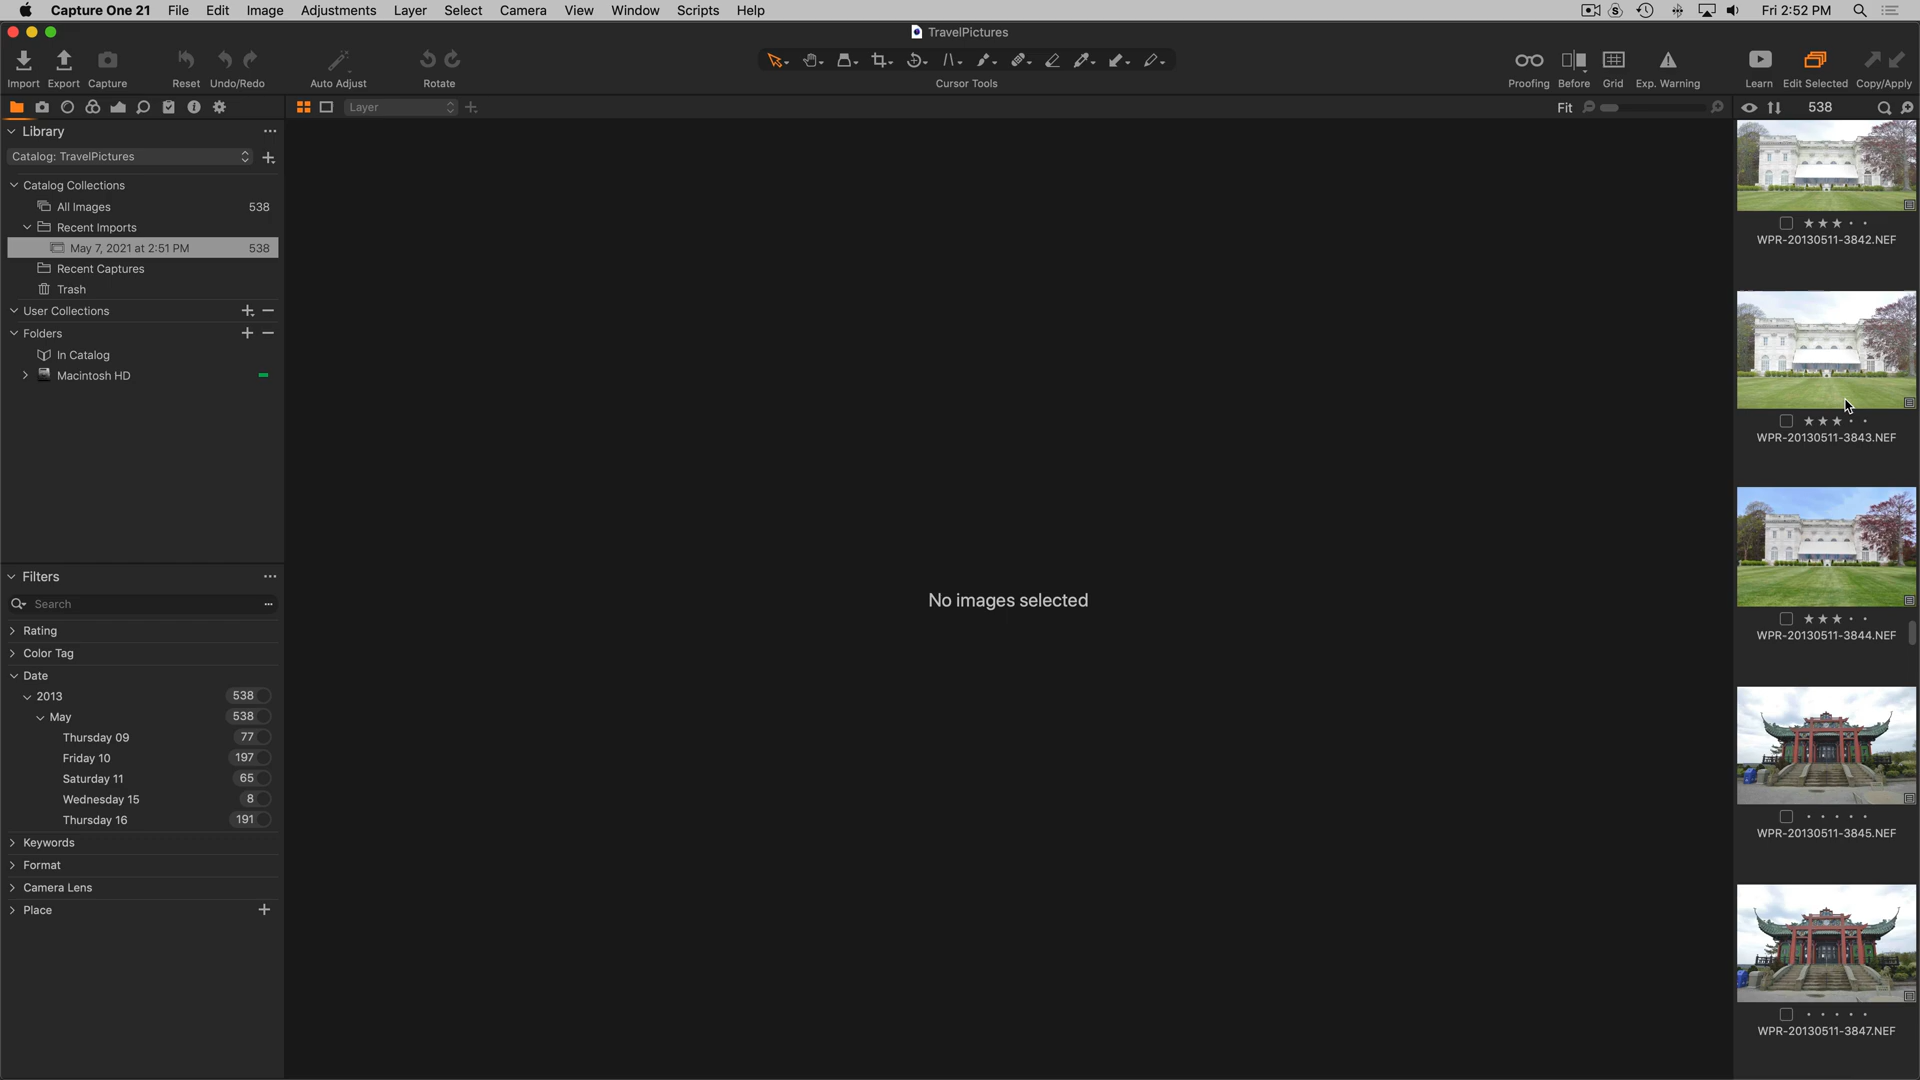 Capture One 21 File Edit Image Adjustments Layer Select Camera View Window Scripts Help Fri 2:52 PM
TravelPictures
Import Export Capture Reset Undo/Redo Auto Adjust Rotate Cursor Tools Proofing Before Grid Exp. Warning Learn Edit Selected Copy/Apply
Layer Fit 538
Library
Catalog: TravelPictures
Catalog Collections
All Images 538
Recent Imports
May 7, 2021 at 2:51 PM 538
Recent Captures
Trash
User Collections
Folders
In Catalog
Macintosh HD
Filters
Search
Rating
Color Tag
Date
2013 538
May 538
Thursday 09 77
Friday 10 197
Saturday 11 65
Wednesday 15 8
Thursday 16 191
Keywords
Format
Camera Lens
Place
No images selected
WPR-20130511-3842.NEF
WPR-20130511-3843.NEF
WPR-20130511-3844.NEF
WPR-20130511-3845.NEF
WPR-20130511-3847.NEF